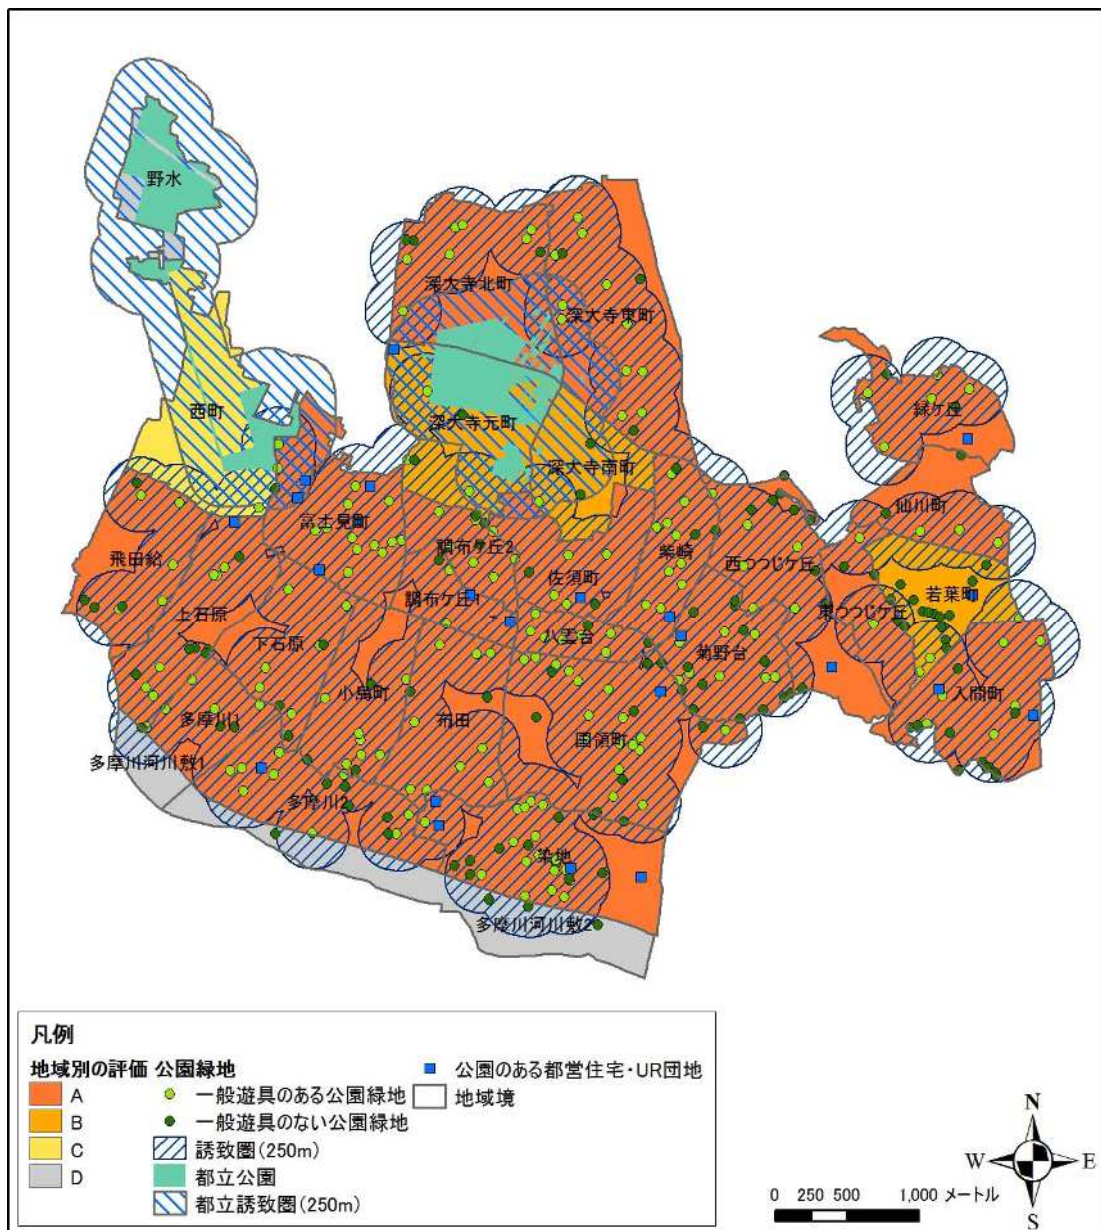 野水
深大寺北町
深大寺東町
西町
深大寺元町
緑ケ丘
深大寺南町
仙川町
富士見町
飛田給
調布ケ丘2
柴崎
西つつじケ丘
佐須町
若葉町
上石原
調布ケ丘1
東つつじケ丘
下石原
八雲台
菊野台
小島町
入間町
多摩川1
布田
国領町
多摩川河川敷1
多摩川2
染地
多摩川河川敷2
凡例
地域別の評価 公園緑地
公園のある都営住宅・UR団地
A
一般遊具のある公園緑地
地域境
B
一般遊具のない公園緑地
C
誘致圏(250m)
D
都立公園
都立誘致圏(250m)
N
W
E
S
0 250 500 1,000 メートル